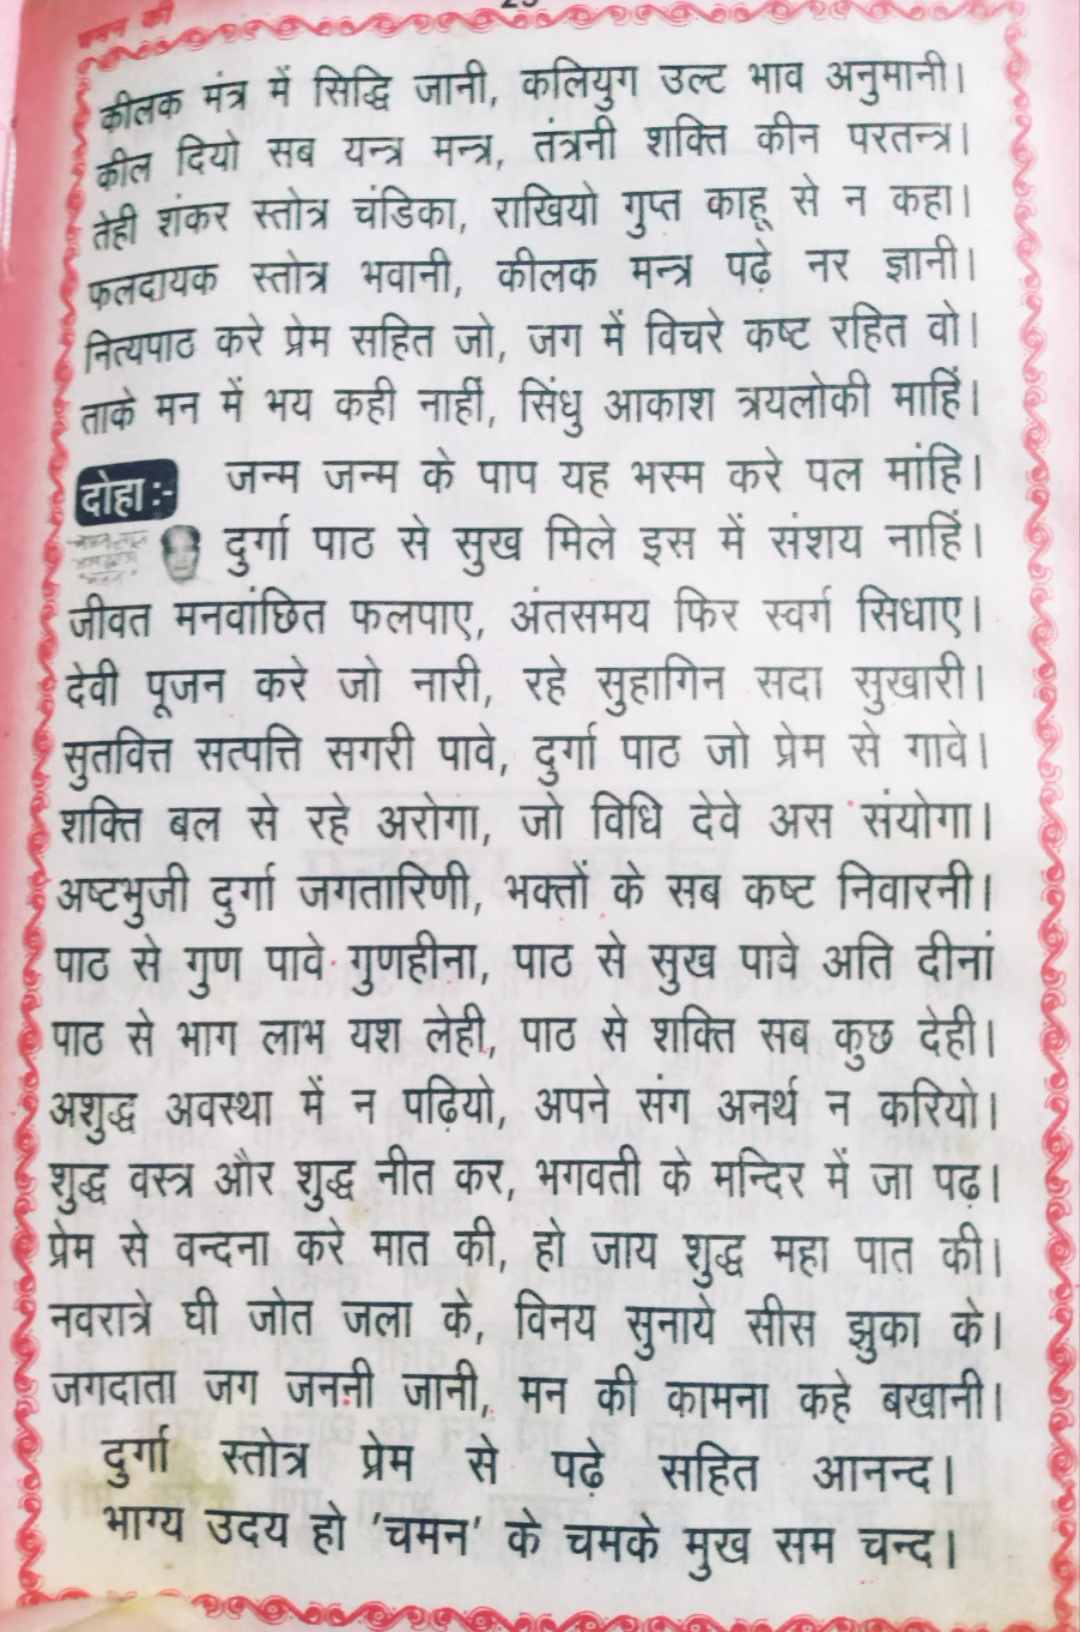 चमन की
कीलक मंत्र में सिद्धि जानी, कलियुग उल्ट भाव अनुमानी।
कील दियो सब यन्त्र मन्त्र, तंत्रनी शक्ति कीन परतन्त्र।
तेही शंकर स्तोत्र चंडिका, राखियो गुप्त काहू से न कहा।
फलदायक स्तोत्र भवानी, कीलक मन्त्र पढ़े नर ज्ञानी।
नित्यपाठ करे प्रेम सहित जो, जग में विचरे कष्ट रहित वो।
ताके मन में भय कही नाहीं, सिंधु आकाश त्रयलोकी माहिं।
दोहा :- जन्म जन्म के पाप यह भस्म करे पल मांहि।
दुर्गा पाठ से सुख मिले इस में संशय नाहिं।
जीवत मनवांछित फलपाए, अंतसमय फिर स्वर्ग सिधाए।
देवी पूजन करे जो नारी, रहे सुहागिन सदा सुखारी।
सुतवित्त सत्पत्ति सगरी पावे, दुर्गा पाठ जो प्रेम से गावे।
शक्ति बल से रहे अरोगा, जो विधि देवे अस संयोगा।
अष्टभुजी दुर्गा जगतारिणी, भक्तों के सब कष्ट निवारनी।
पाठ से गुण पावे गुणहीना, पाठ से सुख पावे अति दीनां
पाठ से भाग लाभ यश लेही, पाठ से शक्ति सब कुछ देही।
अशुद्ध अवस्था में न पढ़ियो, अपने संग अनर्थ न करियो।
शुद्ध वस्त्र और शुद्ध नीत कर, भगवती के मन्दिर में जा पढ़।
प्रेम से वन्दना करे मात की, हो जाय शुद्ध महा पात की।
नवरात्रे घी जोत जला के, विनय सुनाये सीस झुका के।
जगदाता जग जननी जानी, मन की कामना कहे बखानी।
दुर्गा स्तोत्र प्रेम से पढ़े सहित आनन्द।
भाग्य उदय हो 'चमन' के चमके मुख सम चन्द।